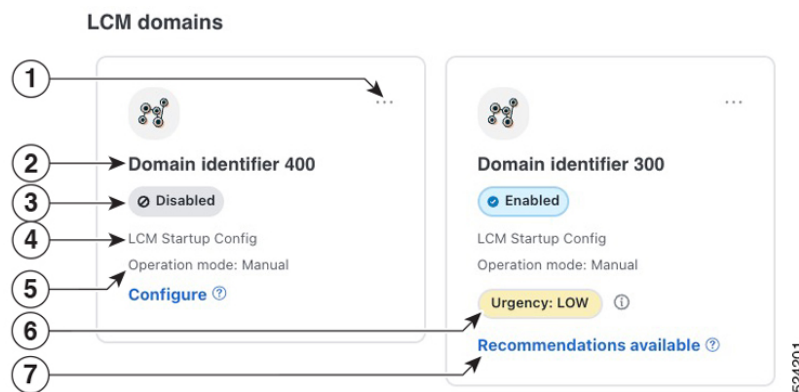 LCM domains
1
...
...
2
Domain identifier 400
Domain identifier 300
3
Disabled
Enabled
4
LCM Startup Config
LCM Startup Config
5
Operation mode: Manual
Operation mode: Manual
Configure ?
6
Urgency: LOW i
7
Recommendations available ?
524201